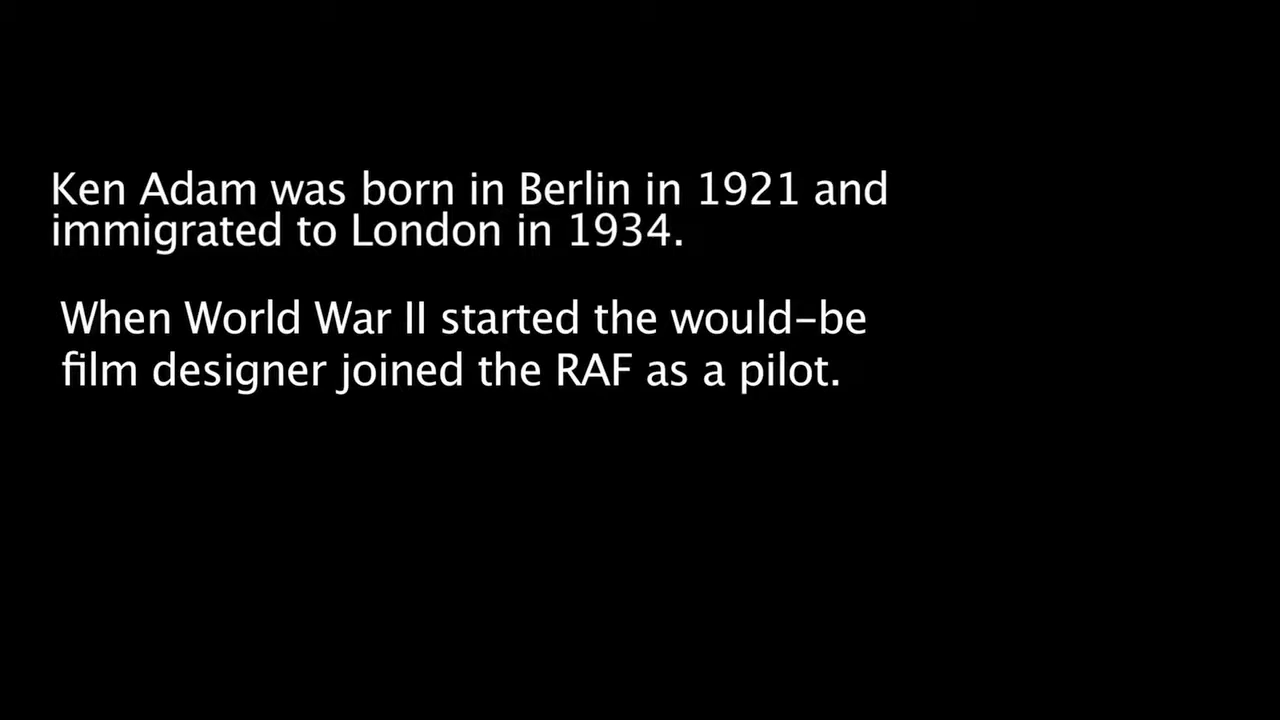 Ken Adam was born in Berlin in 1921 and
immigrated to London in 1934.
When World War II started the would-be
film designer joined the RAF as a pilot.